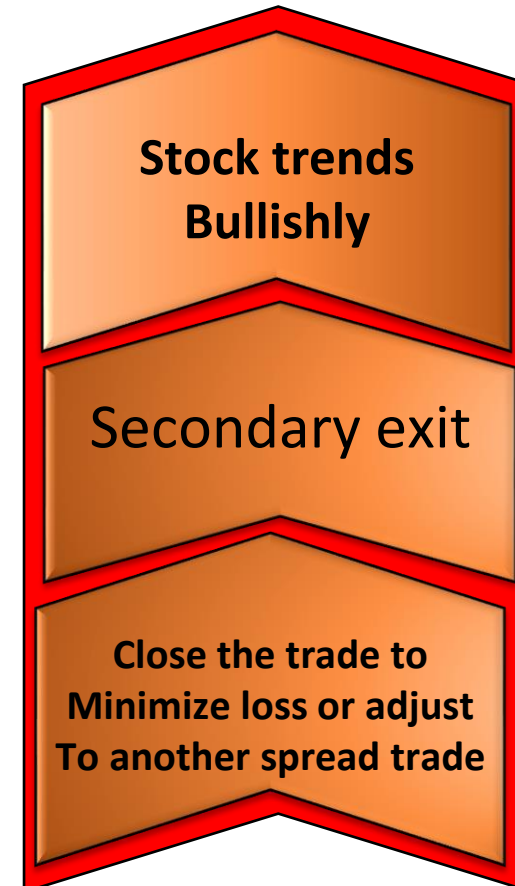 Stock trends
Bullishly
Secondary exit
Close the trade to
Minimize loss or adjust
To another spread trade